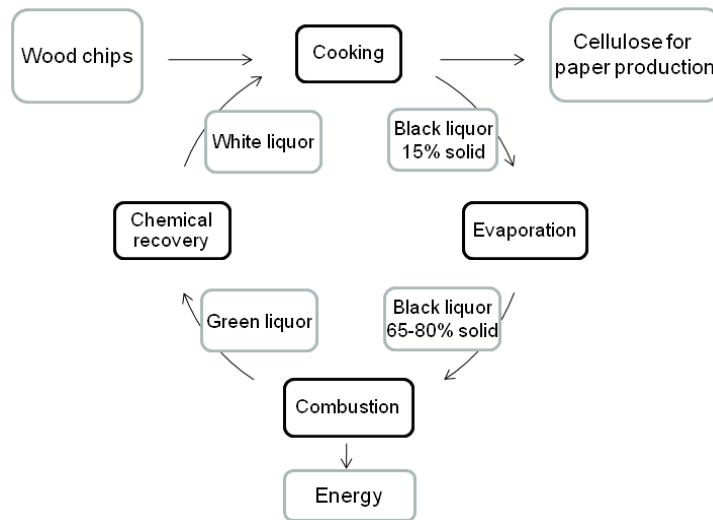 Wood chips
Cooking
Cellulose for
paper production
White liquor
Black liquor
15% solid
Chemical
recovery
Evaporation
Green liquor
Black liquor
65-80% solid
Combustion
Energy